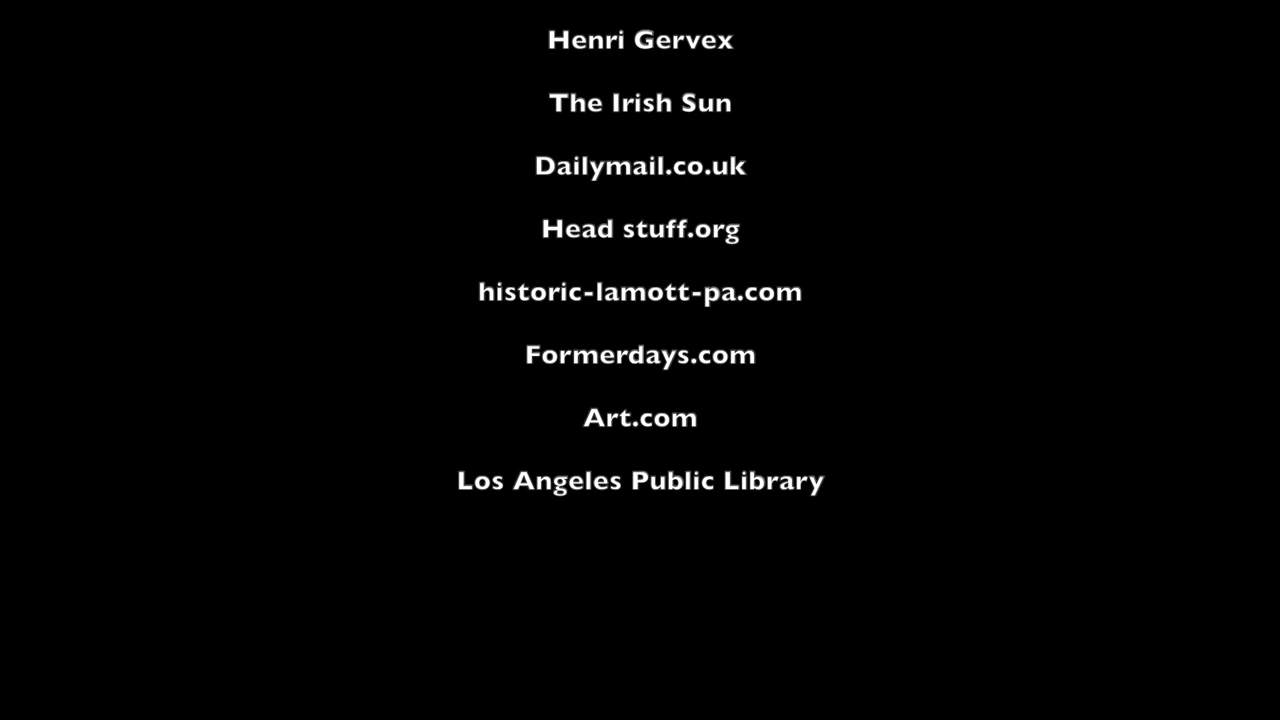 Henri Gervex
The Irish Sun
Dailymail.co.uk
Head stuff.org
historic-lamott-pa.com
Formerdays.com
Art.com
Los Angeles Public Library